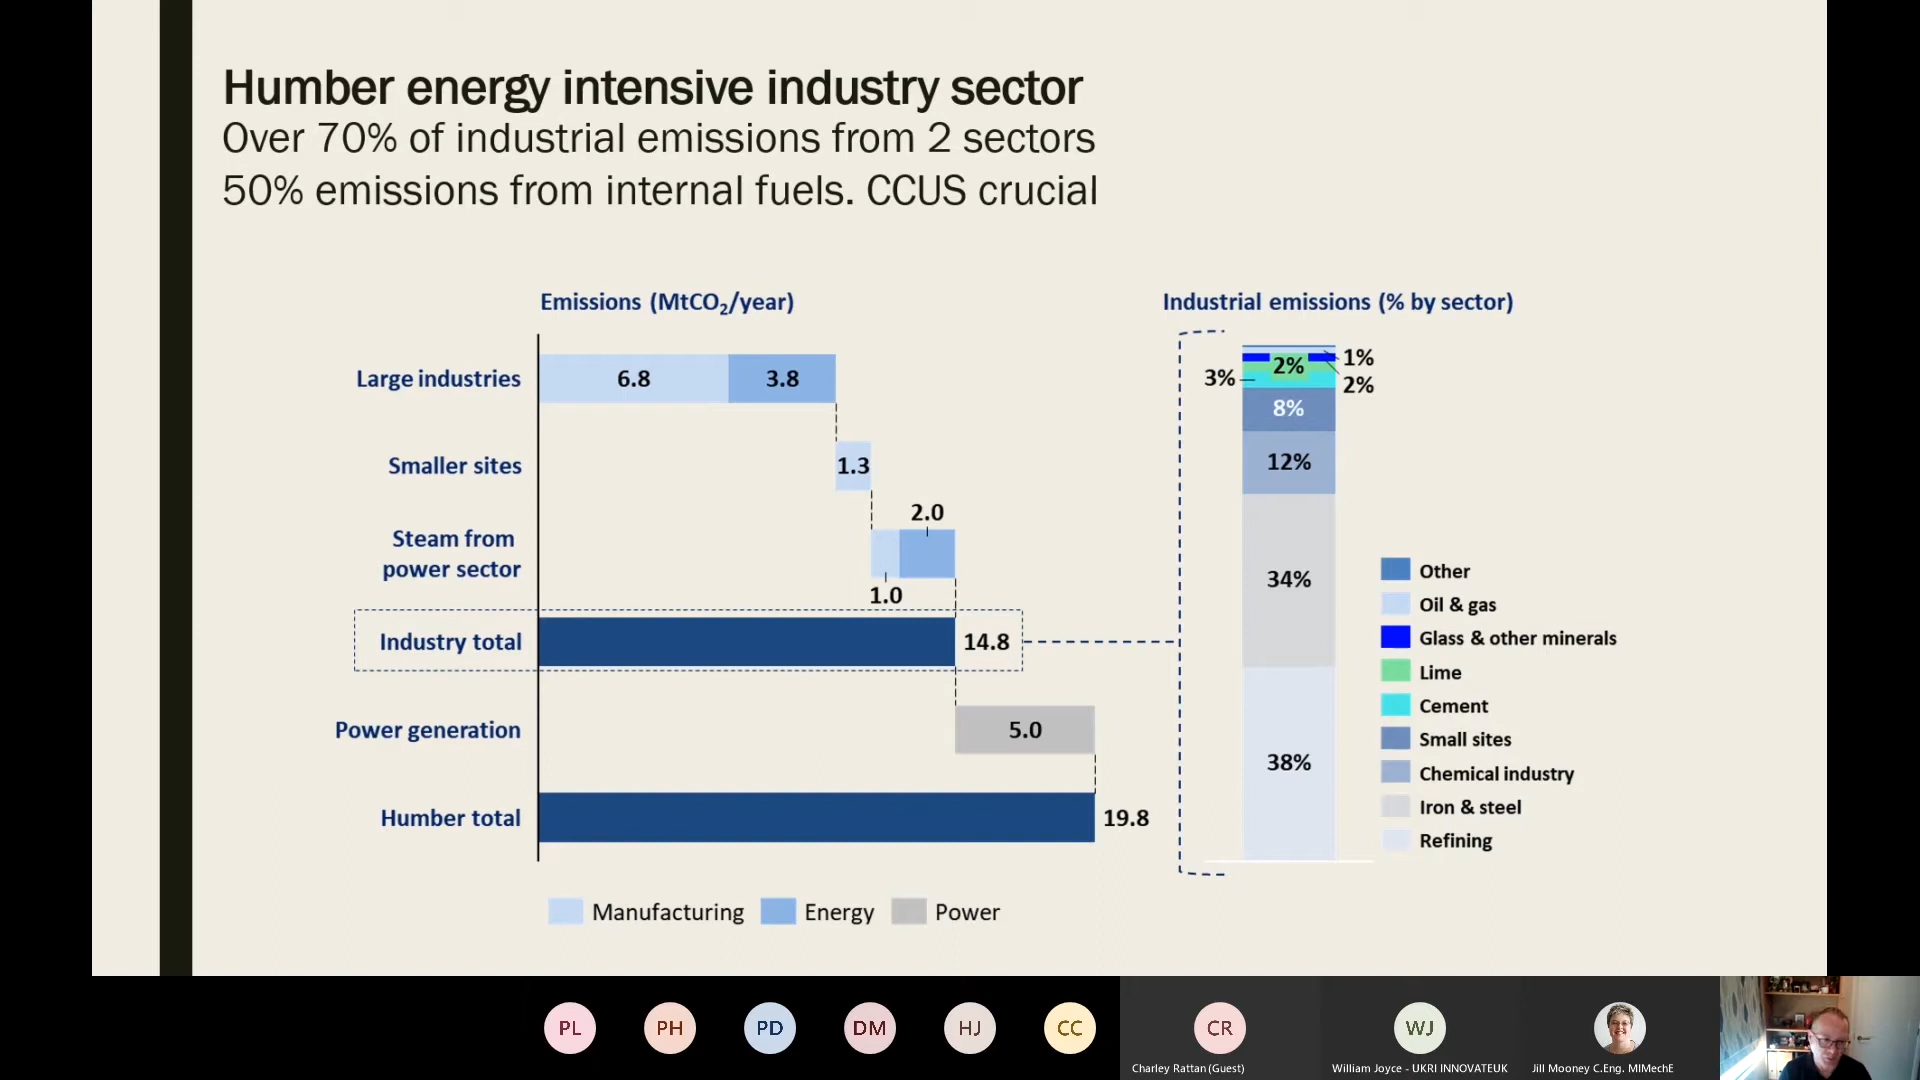 Humber energy intensive industry sector
Over 70% of industrial emissions from 2 sectors
50% emissions from internal fuels. CCUS crucial
Emissions (MtCO₂/year)
Large industries
6.8
3.8
Smaller sites
1.3
Steam from
power sector
2.0
1.0
Industry total
14.8
Power generation
5.0
Humber total
19.8
Manufacturing
Energy
Power
Industrial emissions (% by sector)
1%
2%
3%
2%
8%
12%
34%
38%
Other
Oil & gas
Glass & other minerals
Lime
Cement
Small sites
Chemical industry
Iron & steel
Refining
PL
PH
PD
DM
HJ
CC
CR
WJ
Charley Rattan (Guest)
William Joyce - UKRI INNOVATEUK
Jill Mooney C.Eng. MIMechE